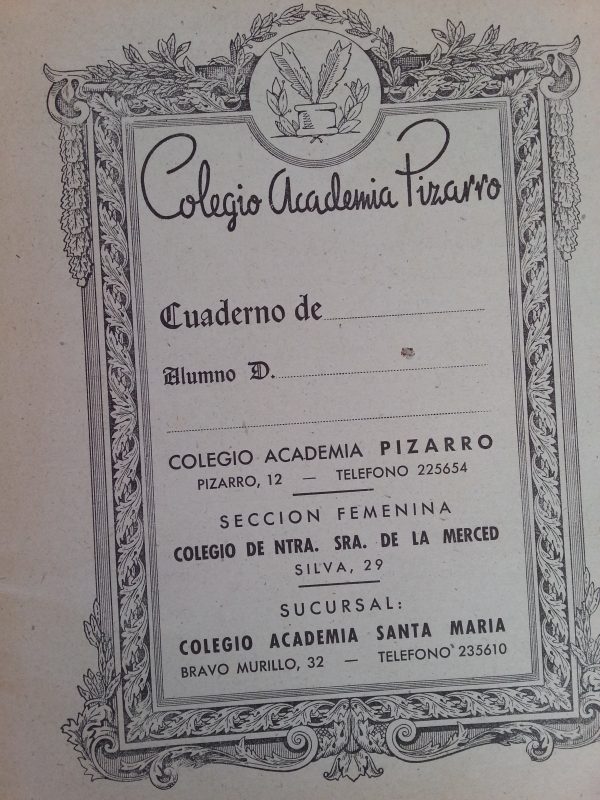 Colegio Academia Pizarro
Cuaderno de
Alumno D.
COLEGIO ACADEMIA PIZARRO
PIZARRO, 12 — TELEFONO 225654
SECCION FEMENINA
COLEGIO DE NTRA. SRA. DE LA MERCED
SILVA, 29
SUCURSAL:
COLEGIO ACADEMIA SANTA MARIA
BRAVO MURILLO, 32 — TELEFONO 235610